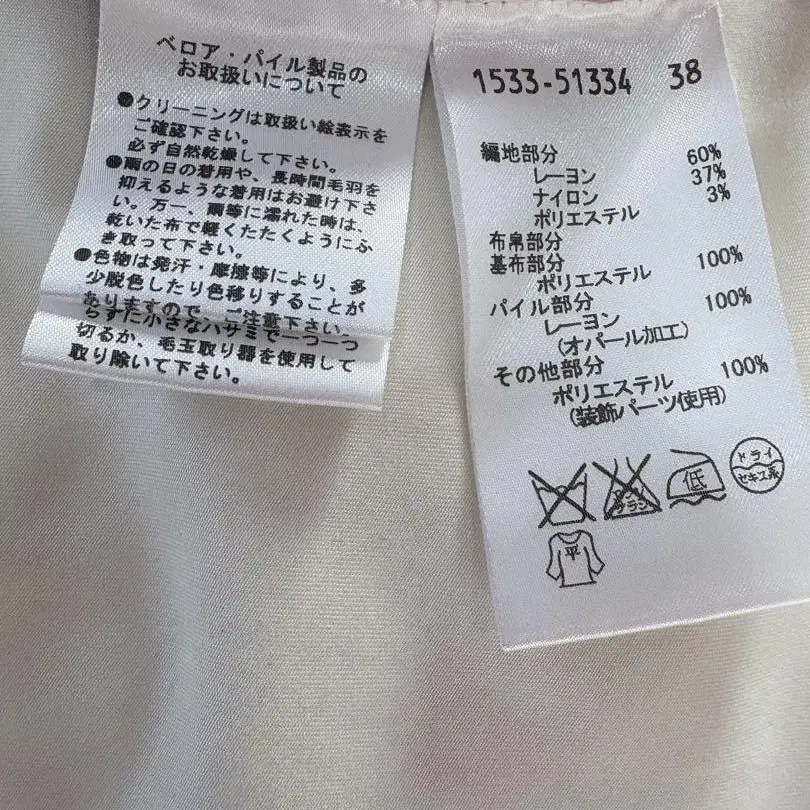 ベロア・パイル製品の
お取扱いについて
●クリーニングは取扱い絵表示を
ご確認下さい。
必ず自然乾燥して下さい。
●雨の日の着用や、長時間毛羽を
抑えるような着用はお避け下さ
い。万一、雨等に濡れた時は、
乾いた布で軽くたたくようにふ
き取って下さい。
●色物は発汗・摩擦等により、多
少脱色したり色移りすることが
ありますので、ご注意下さい。
らずに小さなハサミで一つ一つ
切るか、毛玉取り器を使用して
取り除いて下さい。
1533-51334 38
編地部分
レーヨン 60%
ナイロン 37%
ポリエステル 3%
布帛部分
基布部分
ポリエステル 100%
パイル部分
レーヨン 100%
(オパール加工)
その他部分
ポリエステル 100%
(装飾パーツ使用)
低
ドライ
セキユ系
平